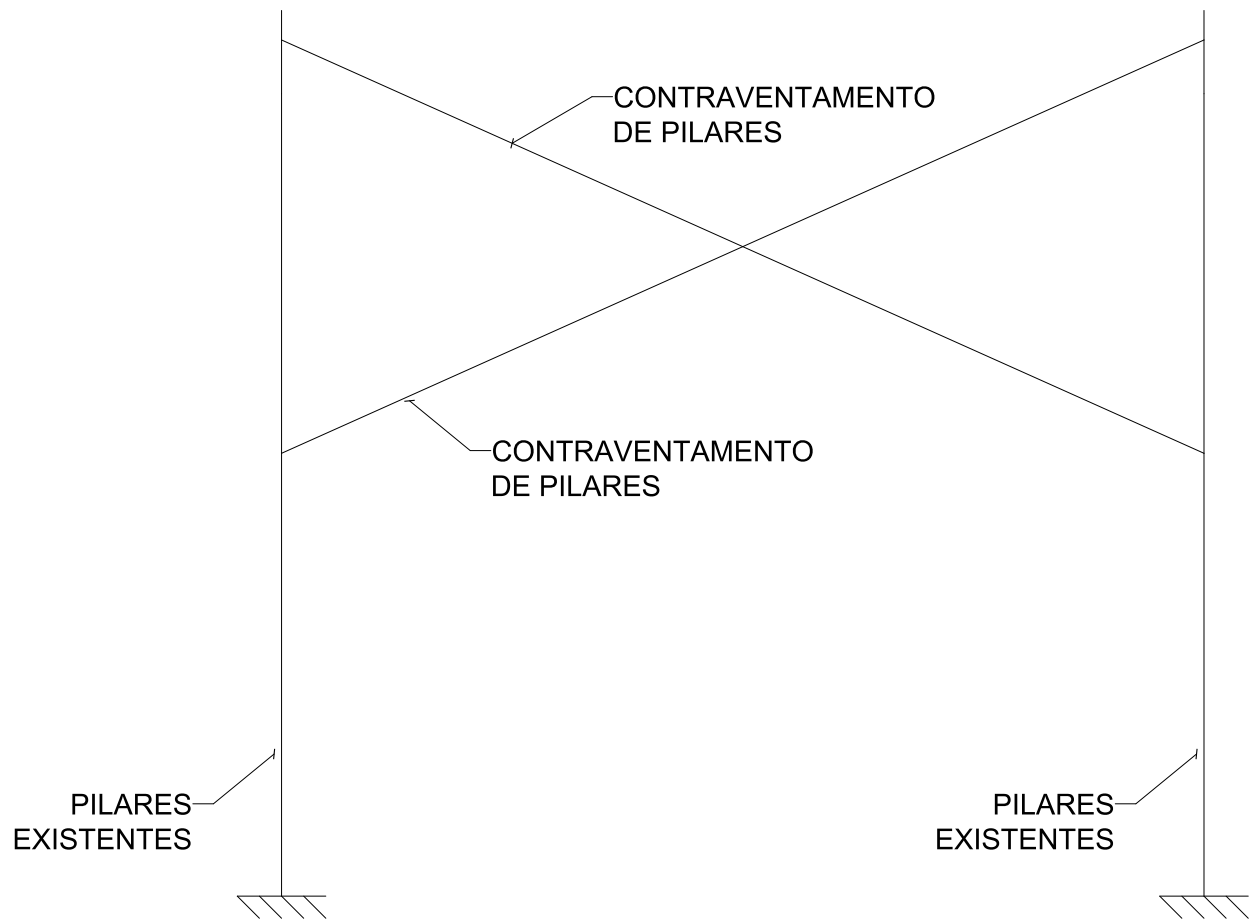 CONTRAVENTAMENTO
DE PILARES
CONTRAVENTAMENTO
DE PILARES
PILARES
EXISTENTES
PILARES
EXISTENTES